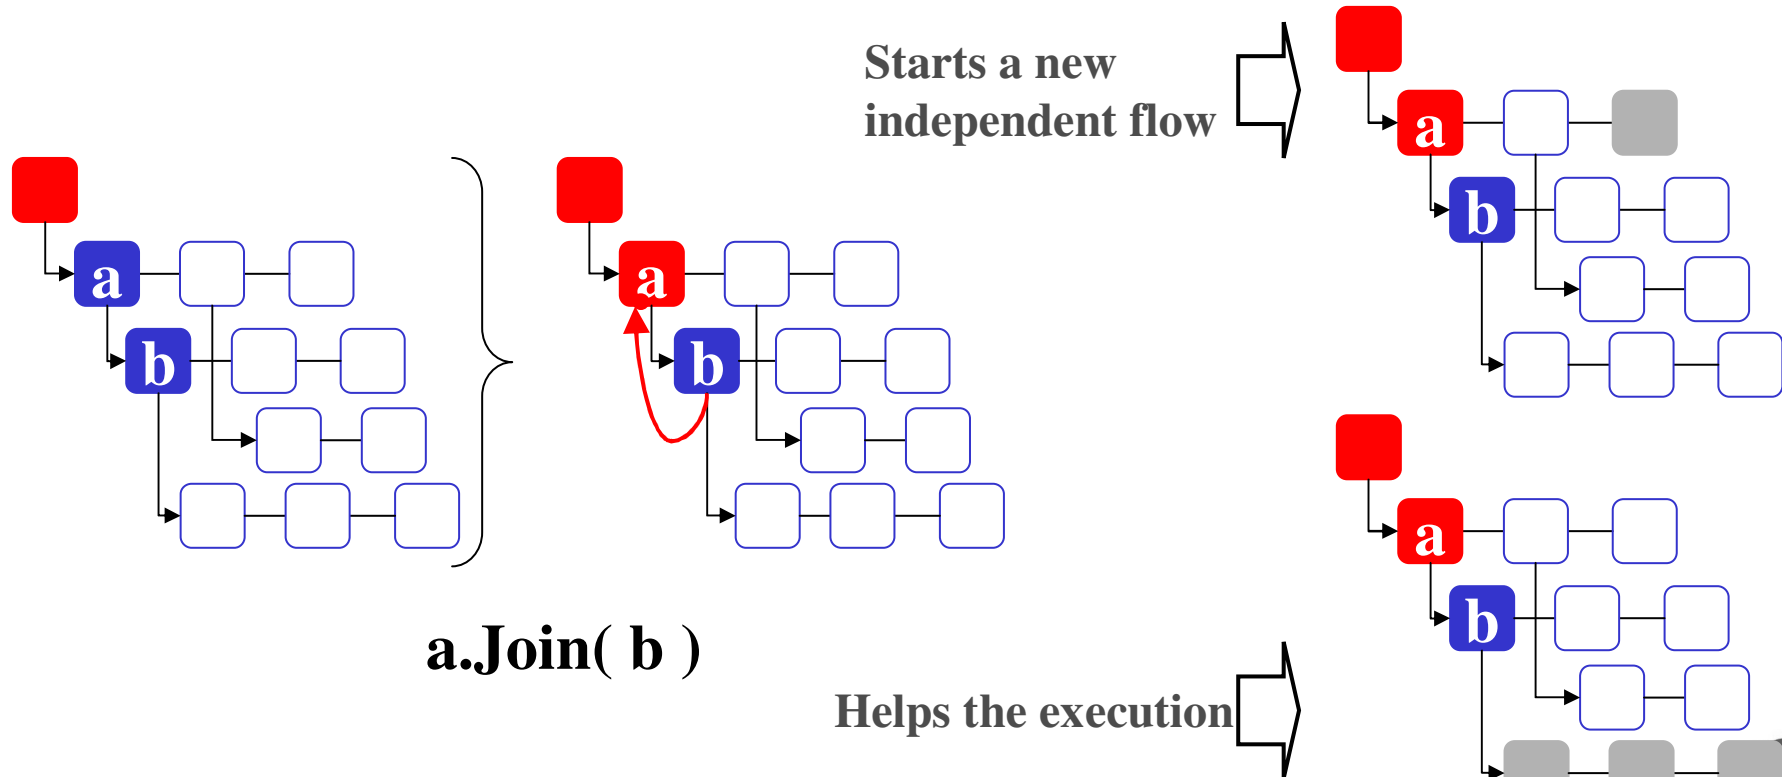 Starts a new
independent flow
a
b
a
b
a.Join( b )
a
b
Helps the execution
a
b